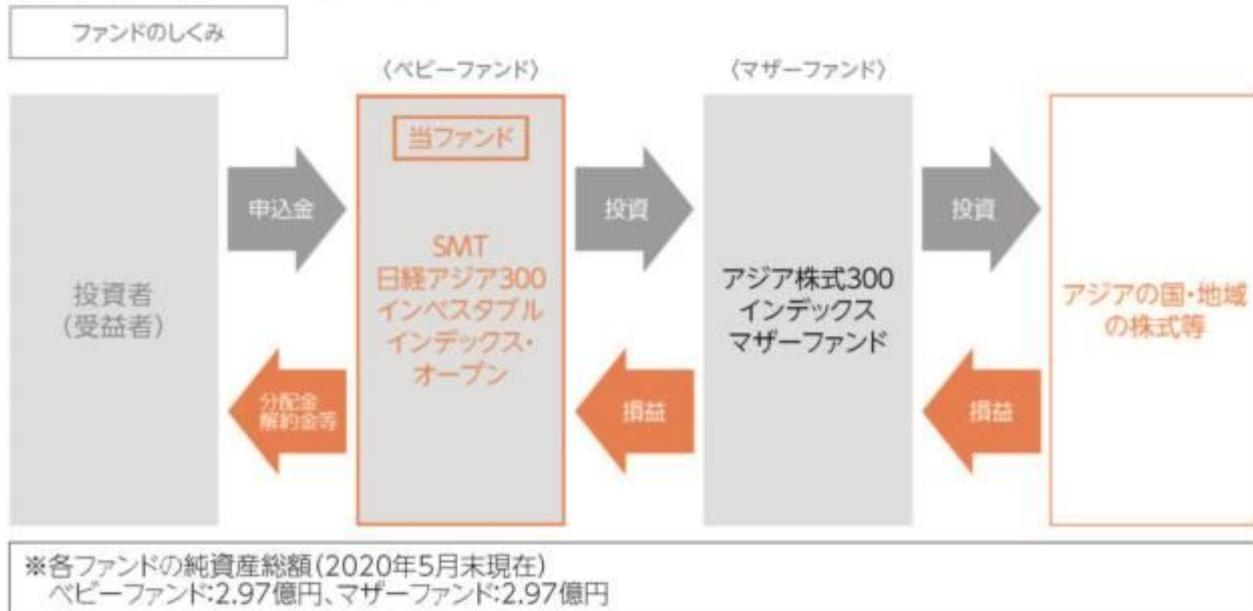 ファンドのしくみ
〈ベビーファンド〉
〈マザーファンド〉
投資者
(受益者)
申込金
分配金
解約金等
当ファンド
SMT
日経アジア300
インベスタブル
インデックス・
オープン
投資
損益
アジア株式300
インデックス
マザーファンド
投資
損益
アジアの国・地域
の株式等
※各ファンドの純資産総額(2020年5月末現在)
ベビーファンド:2.97億円、マザーファンド:2.97億円